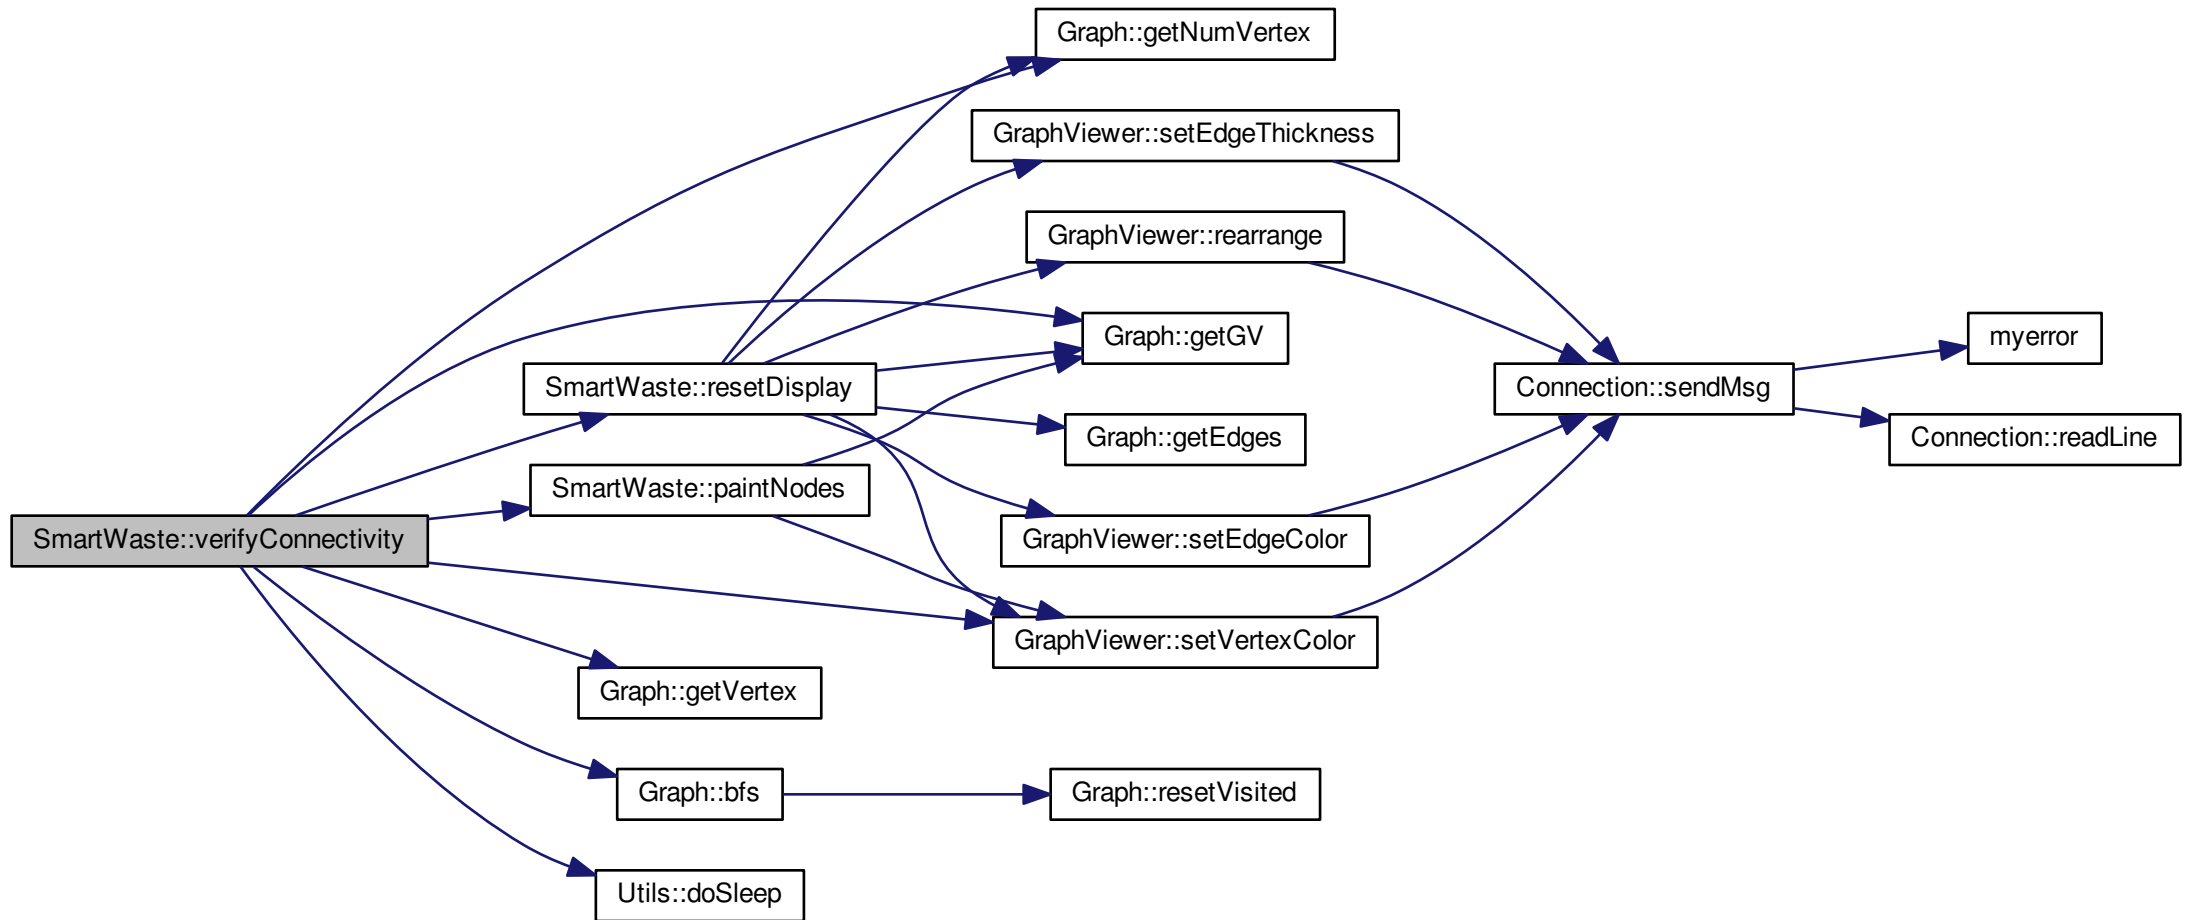 Graph::getNumVertex
GraphViewer::setEdgeThickness
GraphViewer::rearrange
Graph::getGV
myerror
SmartWaste::resetDisplay
Connection::sendMsg
Graph::getEdges
Connection::readLine
SmartWaste::paintNodes
SmartWaste::verifyConnectivity
GraphViewer::setEdgeColor
GraphViewer::setVertexColor
Graph::getVertex
Graph::bfs
Graph::resetVisited
Utils::doSleep